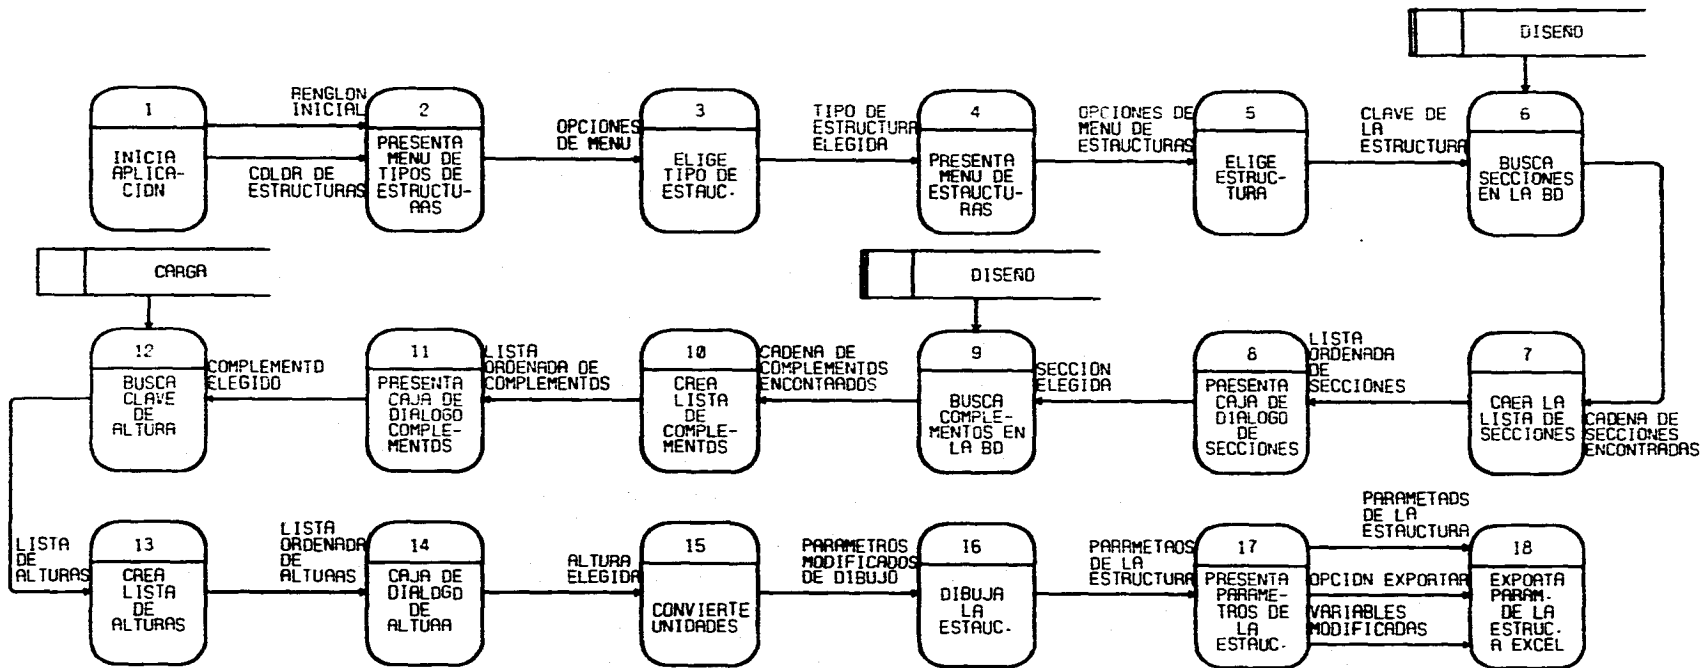 DISEÑO
1
INICIA
APLICA-
CION
RENGLON
INICIAL
COLOR DE
ESTRUCTURAS
2
PRESENTA
MENU DE
TIPOS DE
ESTRUCTU-
RAS
OPCIONES
DE MENU
3
ELIGE
TIPO DE
ESTRUC.
TIPO DE
ESTRUCTURA
ELEGIDA
4
PRESENTA
MENU DE
ESTRUCTU-
RAS
OPCIONES DE
MENU DE
ESTRUCTURAS
5
ELIGE
ESTRUC-
TURA
CLAVE DE
LA
ESTRUCTURA
6
BUSCA
SECCIONES
EN LA BD
CARGA
DISEÑO
12
BUSCA
CLAVE
DE
ALTURA
COMPLEMENTO
ELEGIDO
11
PRESENTA
CAJA DE
DIALOGO
COMPLE-
MENTOS
LISTA
ORDENADA DE
COMPLEMENTOS
10
CREA
LISTA
DE
COMPLE-
MENTOS
CADENA DE
COMPLEMENTOS
ENCONTRADOS
9
BUSCA
COMPLE-
MENTOS EN
LA BD
SECCION
ELEGIDA
8
PRESENTA
CAJA DE
DIALOGO
DE
SECCIONES
LISTA
ORDENADA
DE
SECCIONES
7
CREA LA
LISTA DE
SECCIONES
CADENA DE
SECCIONES
ENCONTRADAS
LISTA
DE
ALTURAS
13
CREA
LISTA
DE
ALTURAS
LISTA
ORDENADA
DE
ALTURAS
14
CAJA DE
DIALOGO
DE
ALTURA
ALTURA
ELEGIDA
15
CONVIERTE
UNIDADES
PARAMETROS
MODIFICADOS
DE DIBUJO
16
DIBUJA
LA
ESTRUC.
PARAMETROS
DE LA
ESTRUCTURA
17
PRESENTA
PARAME-
TROS DE
LA
ESTRUC.
PARAMETROS
DE LA
ESTRUCTURA
OPCION EXPORTAR
VARIABLES
MODIFICADAS
18
EXPORTA
PARAM.
DE LA
ESTRUC.
A EXCEL